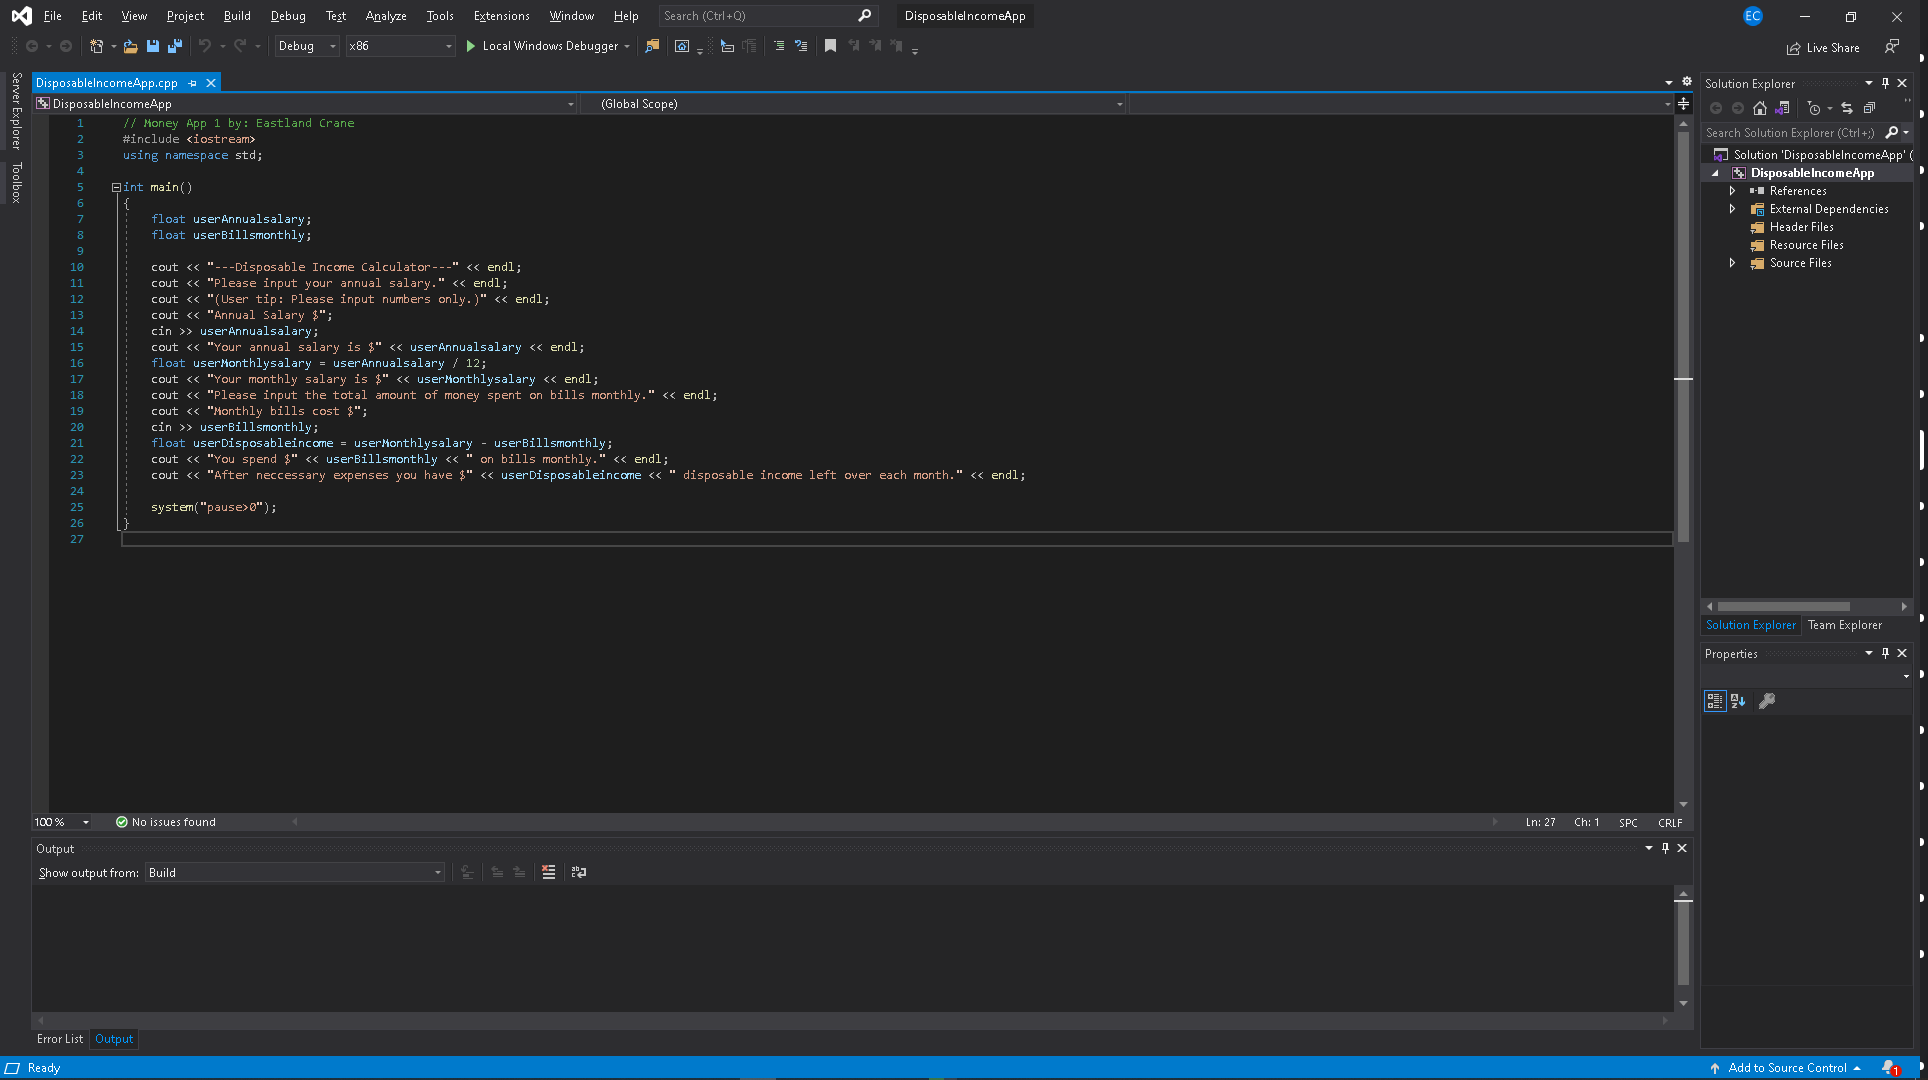 File Edit View Project Build Debug Test Analyze Tools Extensions Window Help Search (Ctrl+Q) DisposableIncomeApp EC
Debug x86 Local Windows Debugger Live Share
Server Explorer
Toolbox
DisposableIncomeApp.cpp
DisposableIncomeApp (Global Scope)
1 // Money App 1 by: Eastland Crane
2 #include <iostream>
3 using namespace std;
4
5 int main()
6 {
7 float userAnnualsalary;
8 float userBillsmonthly;
9
10 cout << "---Disposable Income Calculator---" << endl;
11 cout << "Please input your annual salary." << endl;
12 cout << "(User tip: Please input numbers only.)" << endl;
13 cout << "Annual Salary $";
14 cin >> userAnnualsalary;
15 cout << "Your annual salary is $" << userAnnualsalary << endl;
16 float userMonthlysalary = userAnnualsalary / 12;
17 cout << "Your monthly salary is $" << userMonthlysalary << endl;
18 cout << "Please input the total amount of money spent on bills monthly." << endl;
19 cout << "Monthly bills cost $";
20 cin >> userBillsmonthly;
21 float userDisposableincome = userMonthlysalary - userBillsmonthly;
22 cout << "You spend $" << userBillsmonthly << " on bills monthly." << endl;
23 cout << "After neccessary expenses you have $" << userDisposableincome << " disposable income left over each month." << endl;
24
25 system("pause>0");
26 }
27
100 % No issues found Ln: 27 Ch: 1 SPC CRLF
Output
Show output from: Build
Error List Output
Solution Explorer
Search Solution Explorer (Ctrl+;)
Solution 'DisposableIncomeApp' (
DisposableIncomeApp
References
External Dependencies
Header Files
Resource Files
Source Files
Solution Explorer Team Explorer
Properties
Ready Add to Source Control 1